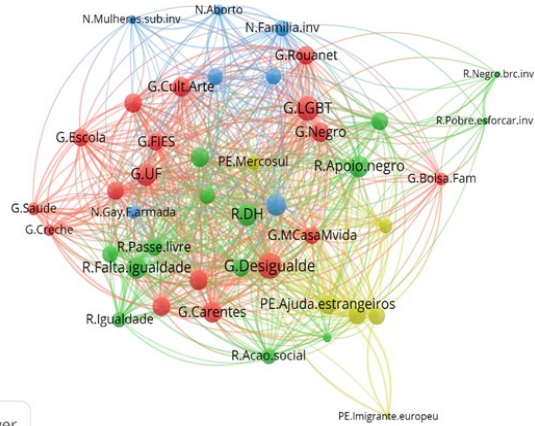 N.Aborto
N.Mulheres.sub.inv
N.Familia.inv
G.Rouanet
R.Negro.brc.inv
G.Cult.Arte
G.LGBT
R.Pobre.esforcar.inv
G.Negro
G.Escola
G.FIES
PE.Mercosul
R.Apoio.negro
G.UF
G.Bolsa.Fam
G.Saude
N.Gay.F.armada
R.DH
G.Creche
G.MCasaMvida
R.Passe.livre
R.Falta.igualdade
G.Desigualde
PE.Ajuda.estrangeiros
G.Carentes
R.Igualdade
R.Acao.social
PE.Imigrante.europeu